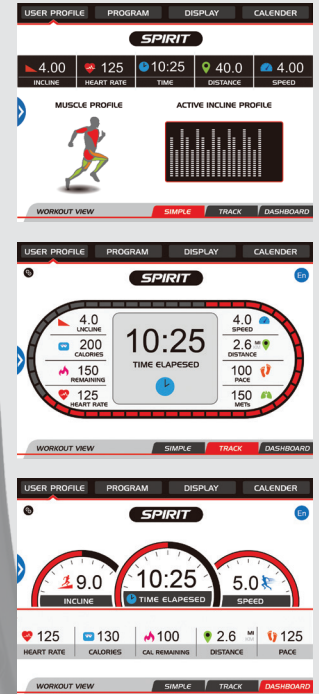 USER PROFILE PROGRAM DISPLAY CALENDER
SPIRIT
4.00 125 10:25 40.0 4.00
INCLINE HEART RATE TIME DISTANCE SPEED
MUSCLE PROFILE ACTIVE INCLINE PROFILE
WORKOUT VIEW SIMPLE TRACK DASHBOARD
USER PROFILE PROGRAM DISPLAY CALENDER
SPIRIT En
4.0 10:25 4.0
LNCLINE TIME ELAPESED SPEED
200 2.6 MI
CALORIES DISTANCE
150 100
REMAINING PACE
125 150
HEART RATE METs
WORKOUT VIEW SIMPLE TRACK DASHBOARD
USER PROFILE PROGRAM DISPLAY CALENDER
SPIRIT En
9.0 10:25 5.0
INCLINE TIME ELAPESED SPEED
125 130 100 2.6 MI 125
HEART RATE CALORIES CAL REMAINING DISTANCE PACE
WORKOUT VIEW SIMPLE TRACK DASHBOARD